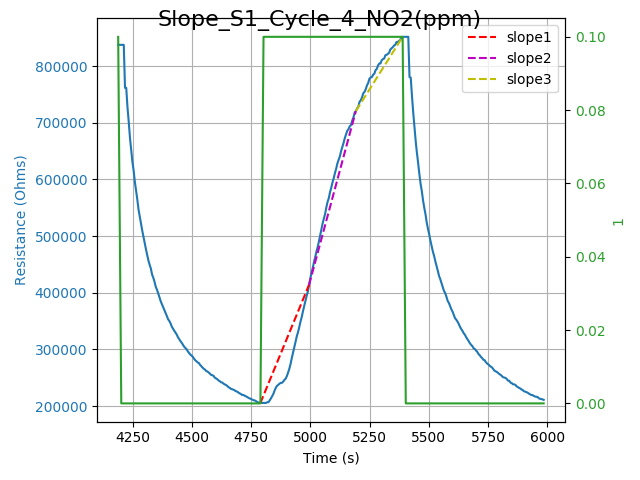 Slope_S1_Cycle_4_NO2(ppm)
slope1
slope2
slope3
800000
700000
600000
500000
400000
300000
200000
Resistance (Ohms)
0.10
0.08
0.06
0.04
0.02
0.00
1
4250 4500 4750 5000 5250 5500 5750 6000
Time (s)